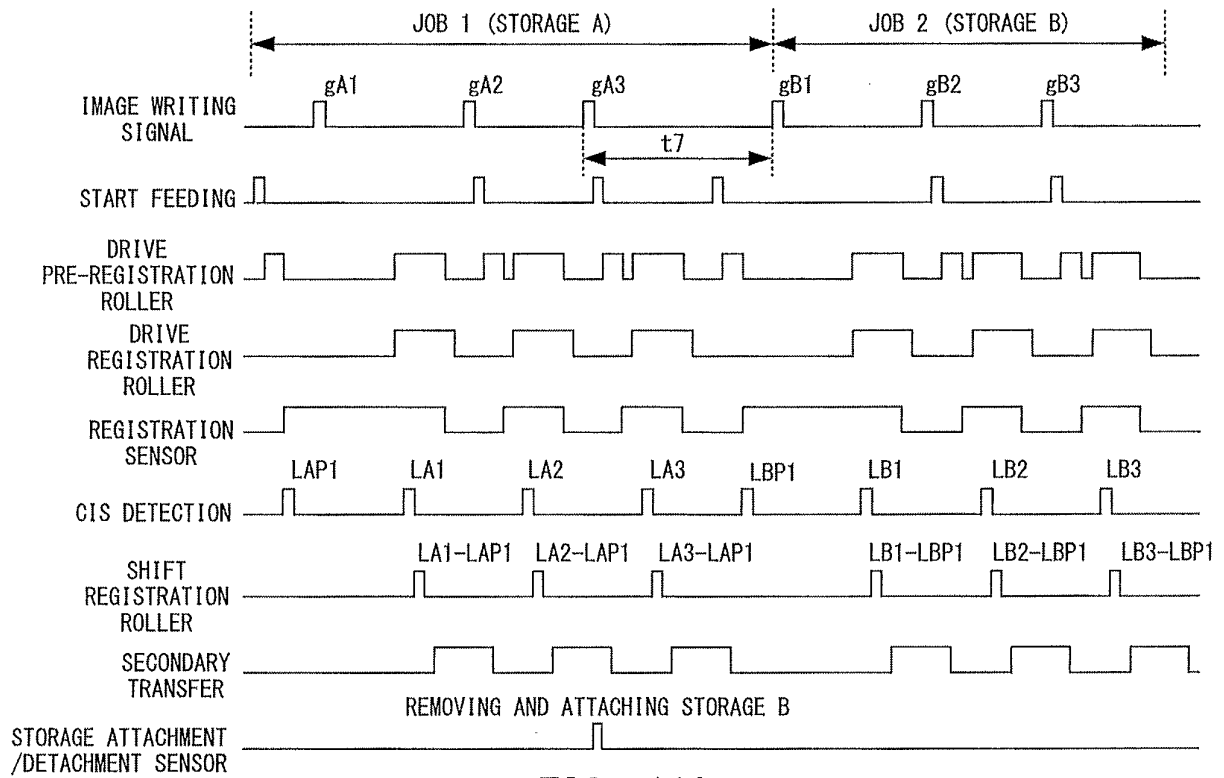 JOB 1 (STORAGE A)
JOB 2 (STORAGE B)
gA1
gA2
gA3
gB1
gB2
gB3
IMAGE WRITING
SIGNAL
t7
START FEEDING
DRIVE
PRE-REGISTRATION
ROLLER
DRIVE
REGISTRATION
ROLLER
REGISTRATION
SENSOR
LAP1
LA1
LA2
LA3
LBP1
LB1
LB2
LB3
CIS DETECTION
LA1-LAP1
LA2-LAP1
LA3-LAP1
LB1-LBP1
LB2-LBP1
LB3-LBP1
SHIFT
REGISTRATION
ROLLER
SECONDARY
TRANSFER
REMOVING AND ATTACHING STORAGE B
STORAGE ATTACHMENT
/DETACHMENT SENSOR